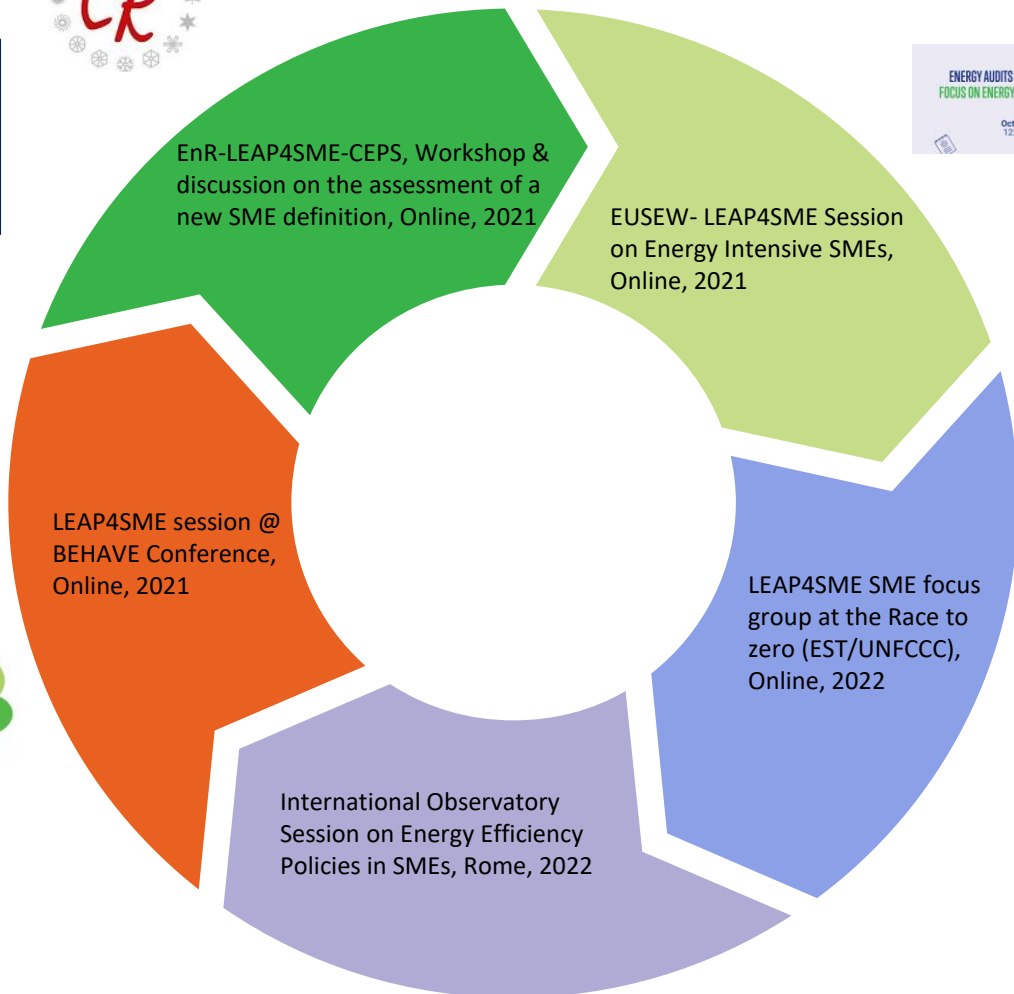 ER
ENERGY AUDITS
FOCUS ON ENERGY
EnR-LEAP4SME-CEPS, Workshop &
discussion on the assessment of a
new SME definition, Online, 2021
EUSEW- LEAP4SME Session
on Energy Intensive SMEs,
Online, 2021
LEAP4SME session @
BEHAVE Conference,
Online, 2021
LEAP4SME SME focus
group at the Race to
zero (EST/UNFCCC),
Online, 2022
International Observatory
Session on Energy Efficiency
Policies in SMEs, Rome, 2022